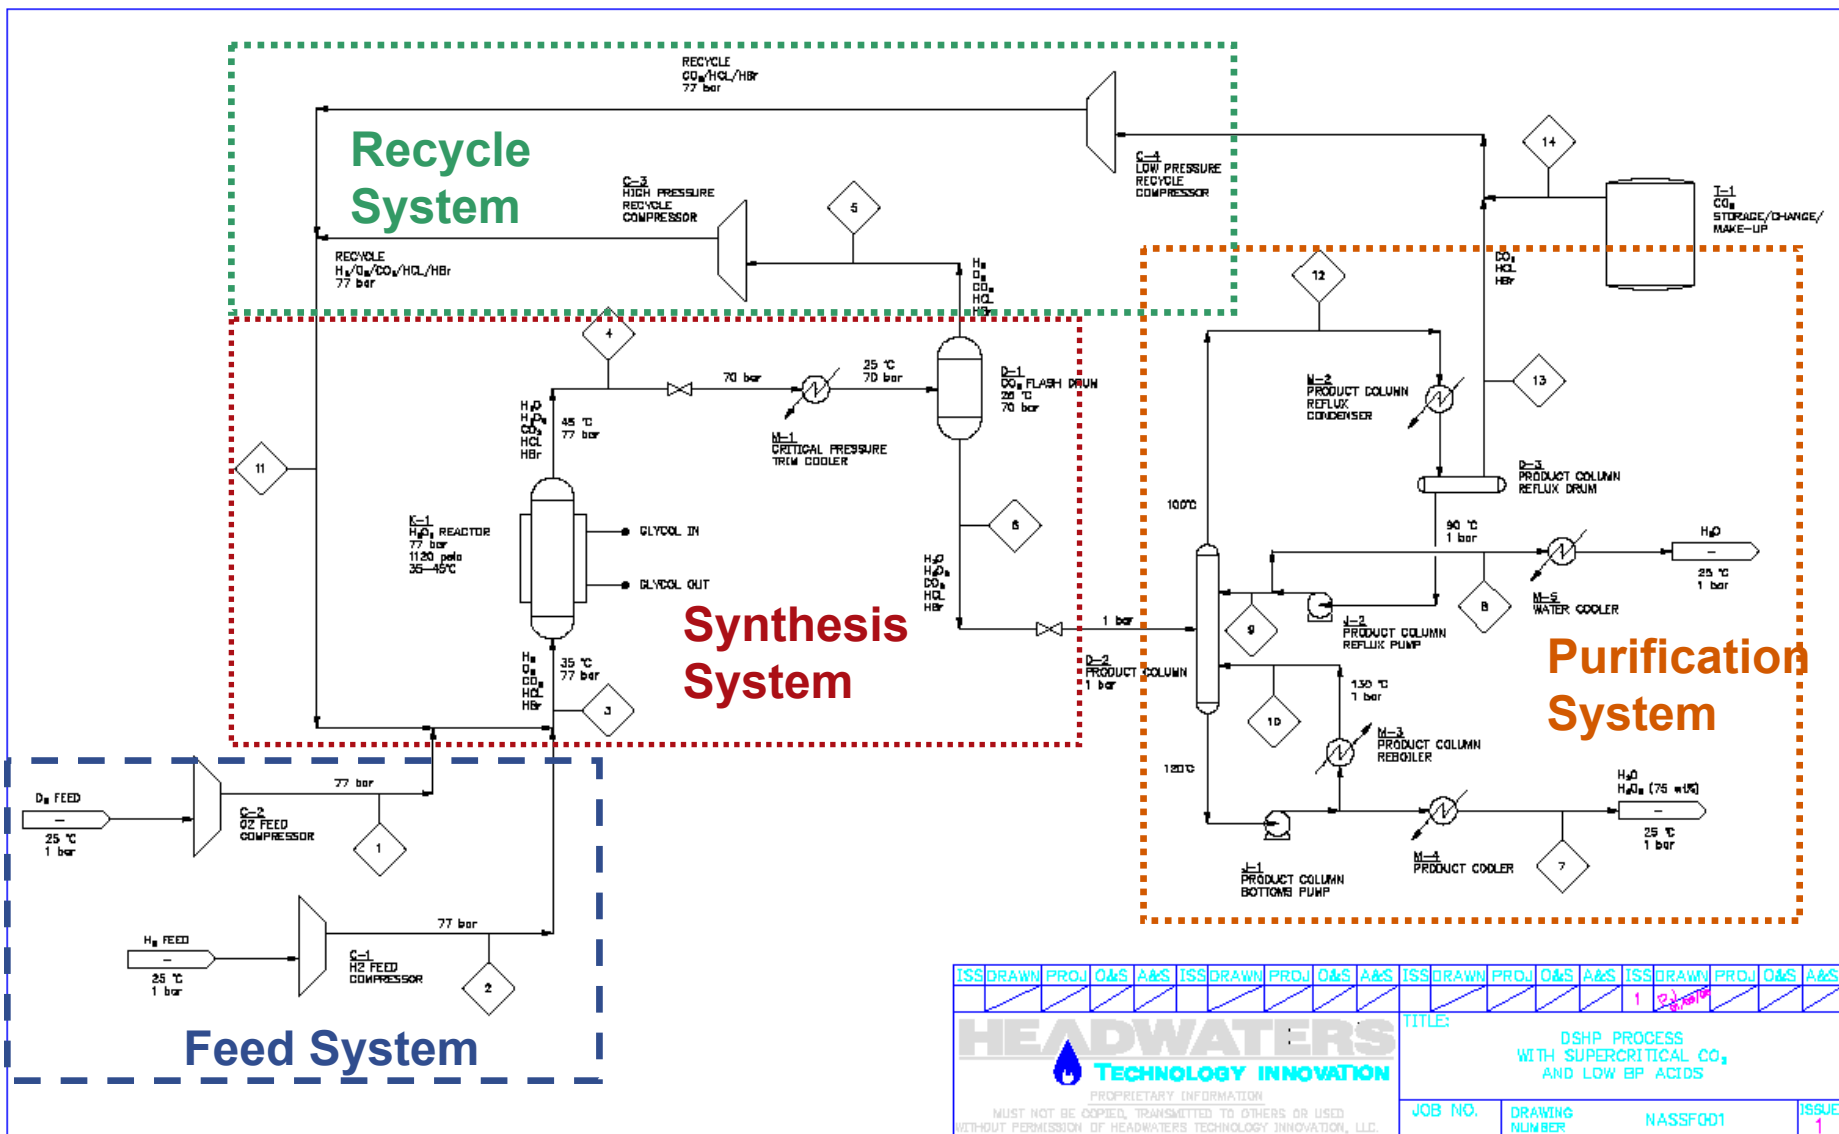 RECYCLE
CO₂/HCL/HBr
77 bar
Recycle
System
C-3
HIGH PRESSURE
RECYCLE
COMPRESSOR
5
C-4
LOW PRESSURE
RECYCLE
COMPRESSOR
14
T-1
CO₂
STORAGE/CHANGE/
MAKE-UP
RECYCLE
H₂/O₂/CO₂/HCL/HBr
77 bar
H₂
O₂
CO₂
HCL
HBr
CO₂
HCL
HBr
12
4
70 bar
25 °C
70 bar
D-1
CO₂ FLASH DRUM
25 °C
70 bar
M-1
CRITICAL PRESSURE
TRIM COOLER
H₂O
H₂O₂
CO₂
HCL
HBr
45 °C
77 bar
M-2
PRODUCT COLUMN
REFLUX
CONDENSER
13
11
D-3
PRODUCT COLUMN
REFLUX DRUM
K-1
H₂O₂ REACTOR
77 bar
1120 psia
35-45°C
GLYCOL IN
GLYCOL OUT
6
H₂O
H₂O₂
CO₂
HCL
HBr
100°C
90 °C
1 bar
H₂O
-
25 °C
1 bar
M-5
WATER COOLER
8
9
J-2
PRODUCT COLUMN
REFLUX PUMP
Synthesis
System
1 bar
D-2
PRODUCT COLUMN
1 bar
Purification
System
H₂
O₂
CO₂
HCL
HBr
35 °C
77 bar
3
130 °C
1 bar
10
M-3
PRODUCT COLUMN
REBOILER
120°C
O₂ FEED
-
25 °C
1 bar
C-2
O2 FEED
COMPRESSOR
77 bar
1
J-1
PRODUCT COLUMN
BOTTOMS PUMP
M-4
PRODUCT COOLER
7
H₂O
H₂O₂ (75 wt%)
-
25 °C
1 bar
H₂ FEED
-
25 °C
1 bar
C-1
H2 FEED
COMPRESSOR
77 bar
2
Feed System
ISS DRAWN PROJ O&S A&S ISS DRAWN PROJ O&S A&S ISS DRAWN PROJ O&S A&S ISS DRAWN PROJ O&S A&S
1
HEADWATERS
TECHNOLOGY INNOVATION
PROPRIETARY INFORMATION
MUST NOT BE COPIED, TRANSMITTED TO OTHERS OR USED
WITHOUT PERMISSION OF HEADWATERS TECHNOLOGY INNOVATION, LLC.
TITLE:
DSHP PROCESS
WITH SUPERCRITICAL CO₂
AND LOW BP ACIDS
JOB NO.
DRAWING
NUMBER
NASSF001
ISSUE
1